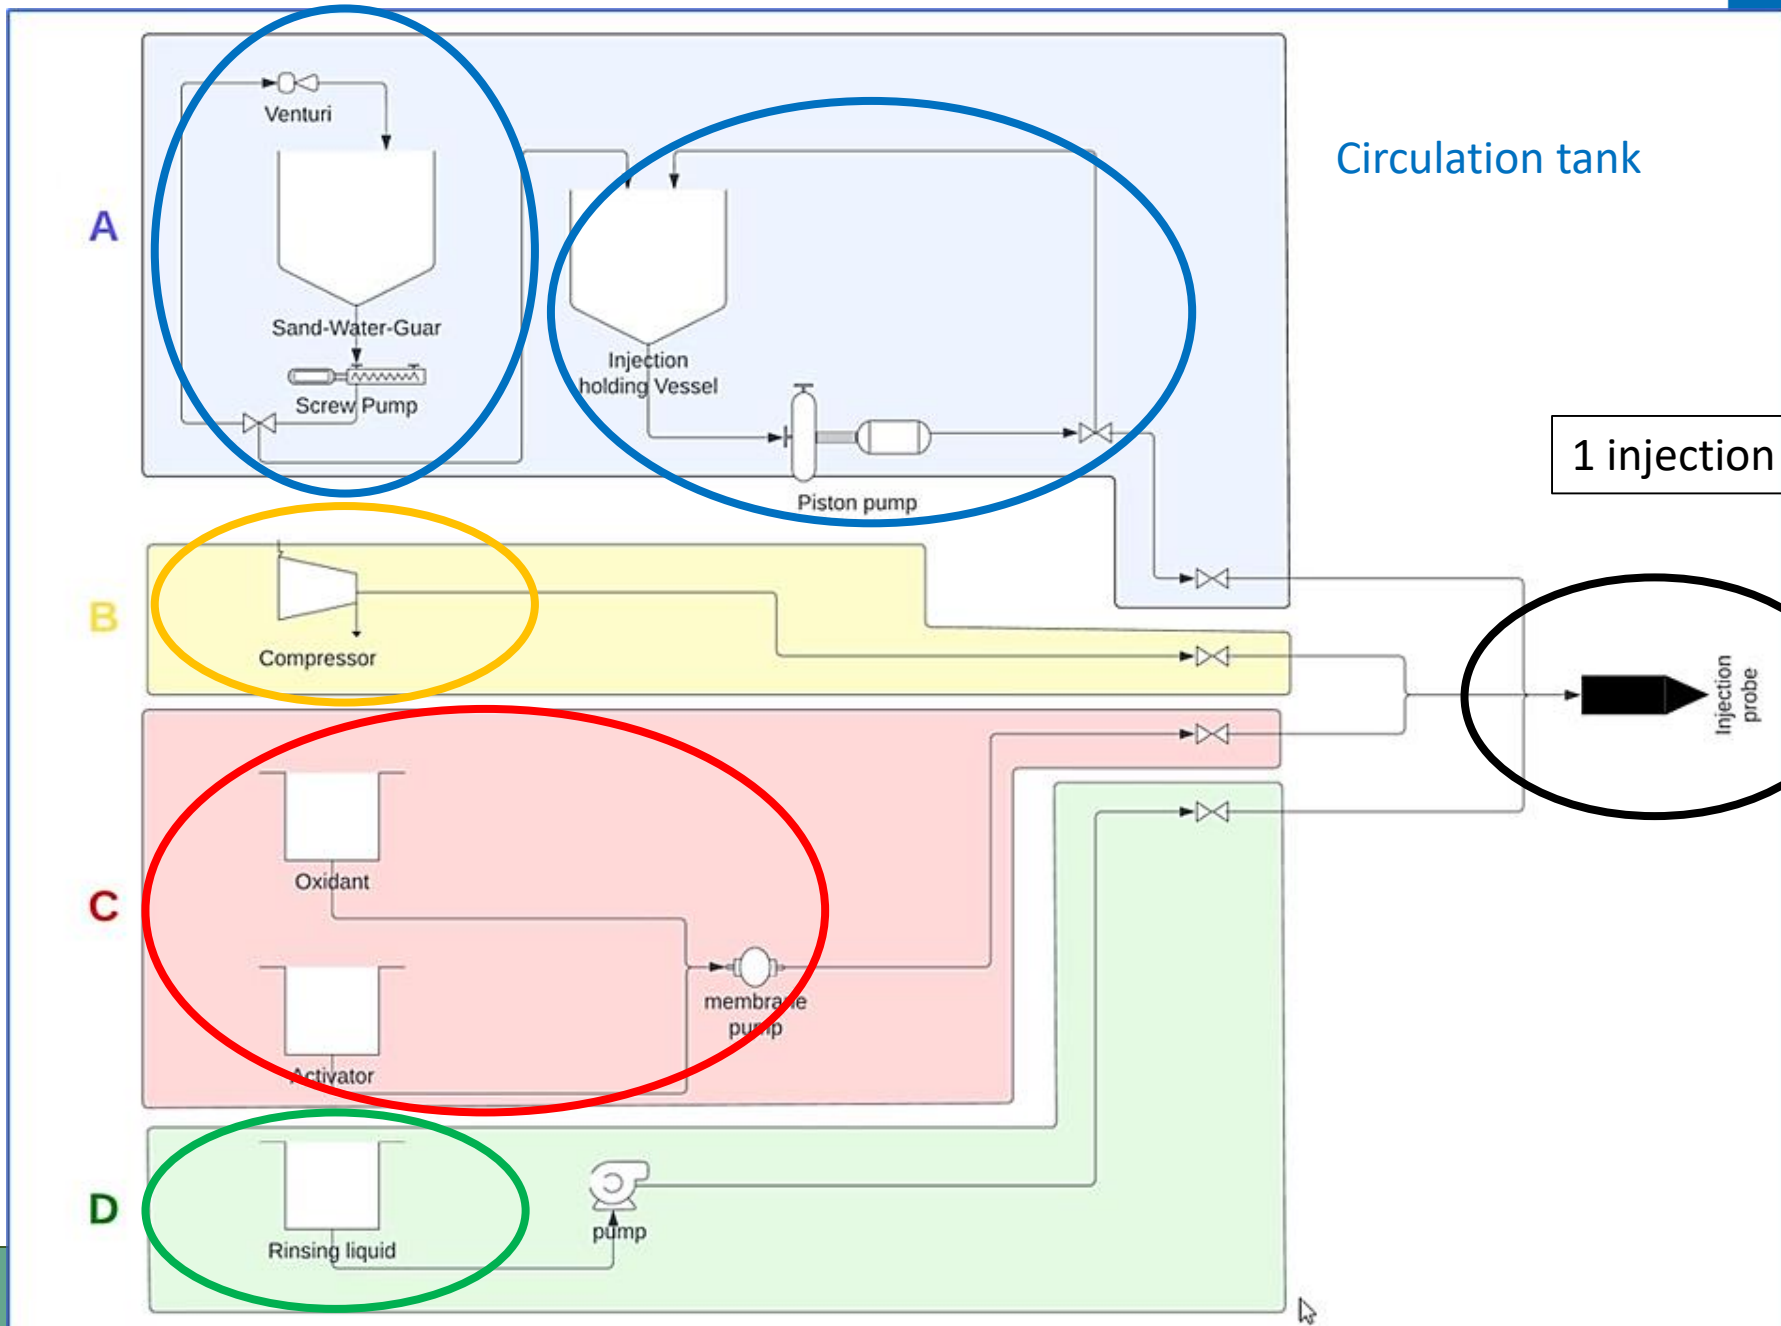 Venturi
Circulation tank
A
Sand-Water-Guar
Screw Pump
Injection
holding Vessel
Piston pump
1 injection
B
Compressor
Injection
probe
C
Oxidant
Activator
membrane
pump
D
Rinsing liquid
pump